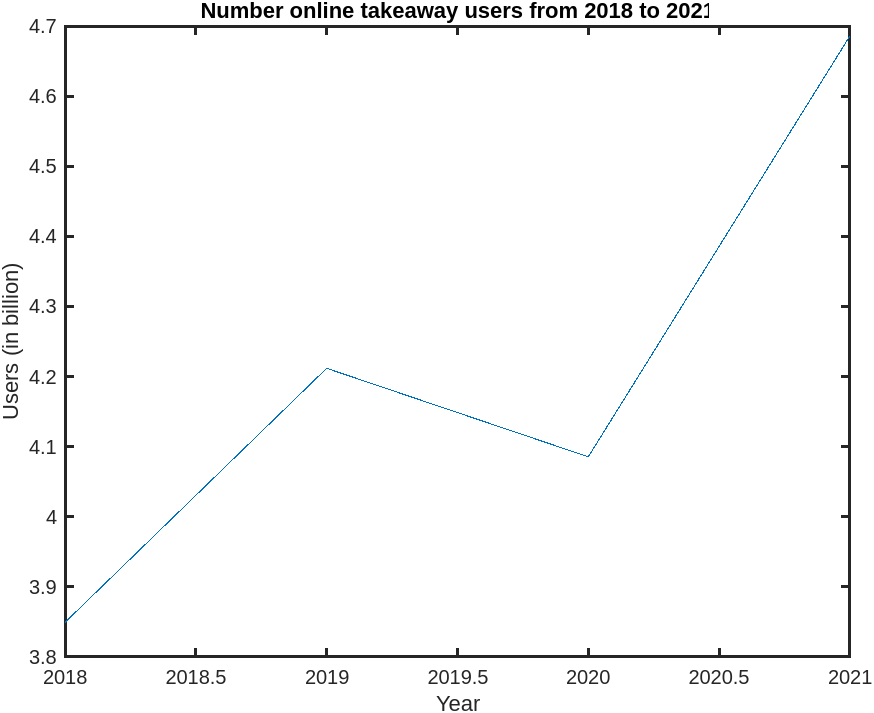 Number online takeaway users from 2018 to 2021
4.7
4.6
4.5
4.4
4.3
4.2
4.1
4
3.9
3.8
Users (in billion)
2018 2018.5 2019 2019.5 2020 2020.5 2021
Year